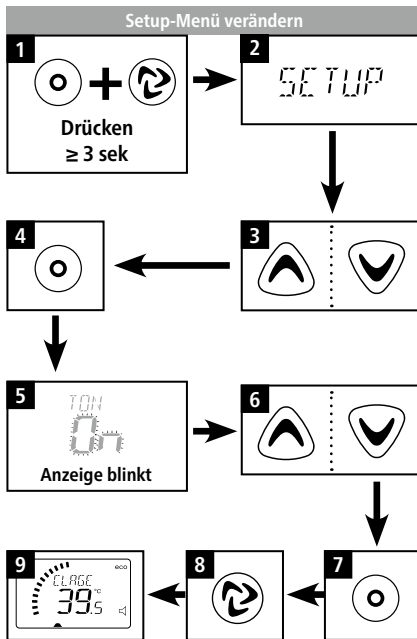 Setup-Menü verändern
1
Drücken
≥ 3 sek
2
SETUP
3
4
5
TON
On
Anzeige blinkt
6
7
8
9
eco
CLAGE
39.5 °C